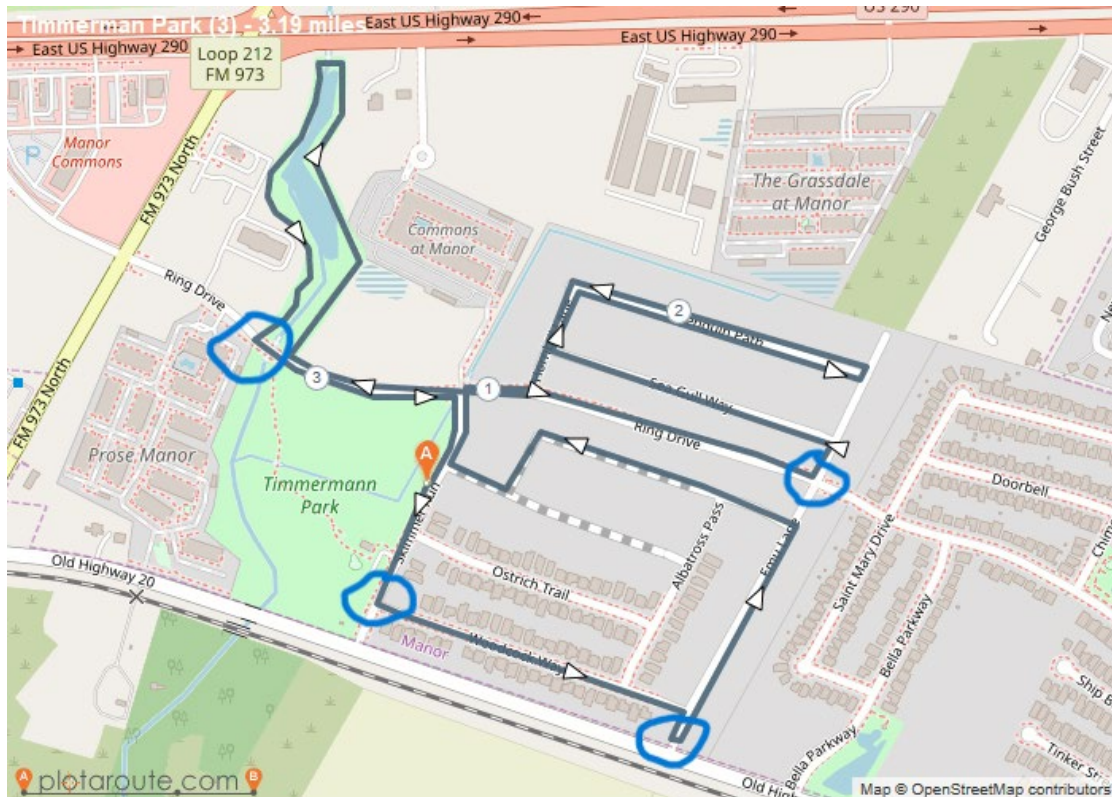 Timmerman Park (3) - 3.19 miles
US 290
East US Highway 290
East US Highway 290
Loop 212
FM 973
Manor
Commons
P
FM 973 North
George Bush Street
The Grassdale
at Manor
Commons
at Manor
Ring Drive
2
Sea Gull Way
3
1
Ring Drive
FM 973 North
Prose Manor
A
Timmermann
Park
Doorbell
Albatross Pass
Emu Lane
Saint Mary Drive
Old Highway 20
Ostrich Trail
Bella Parkway
Manor
Woodcock Way
Bella Parkway
A plotaroute.com B
Map © OpenStreetMap contributors